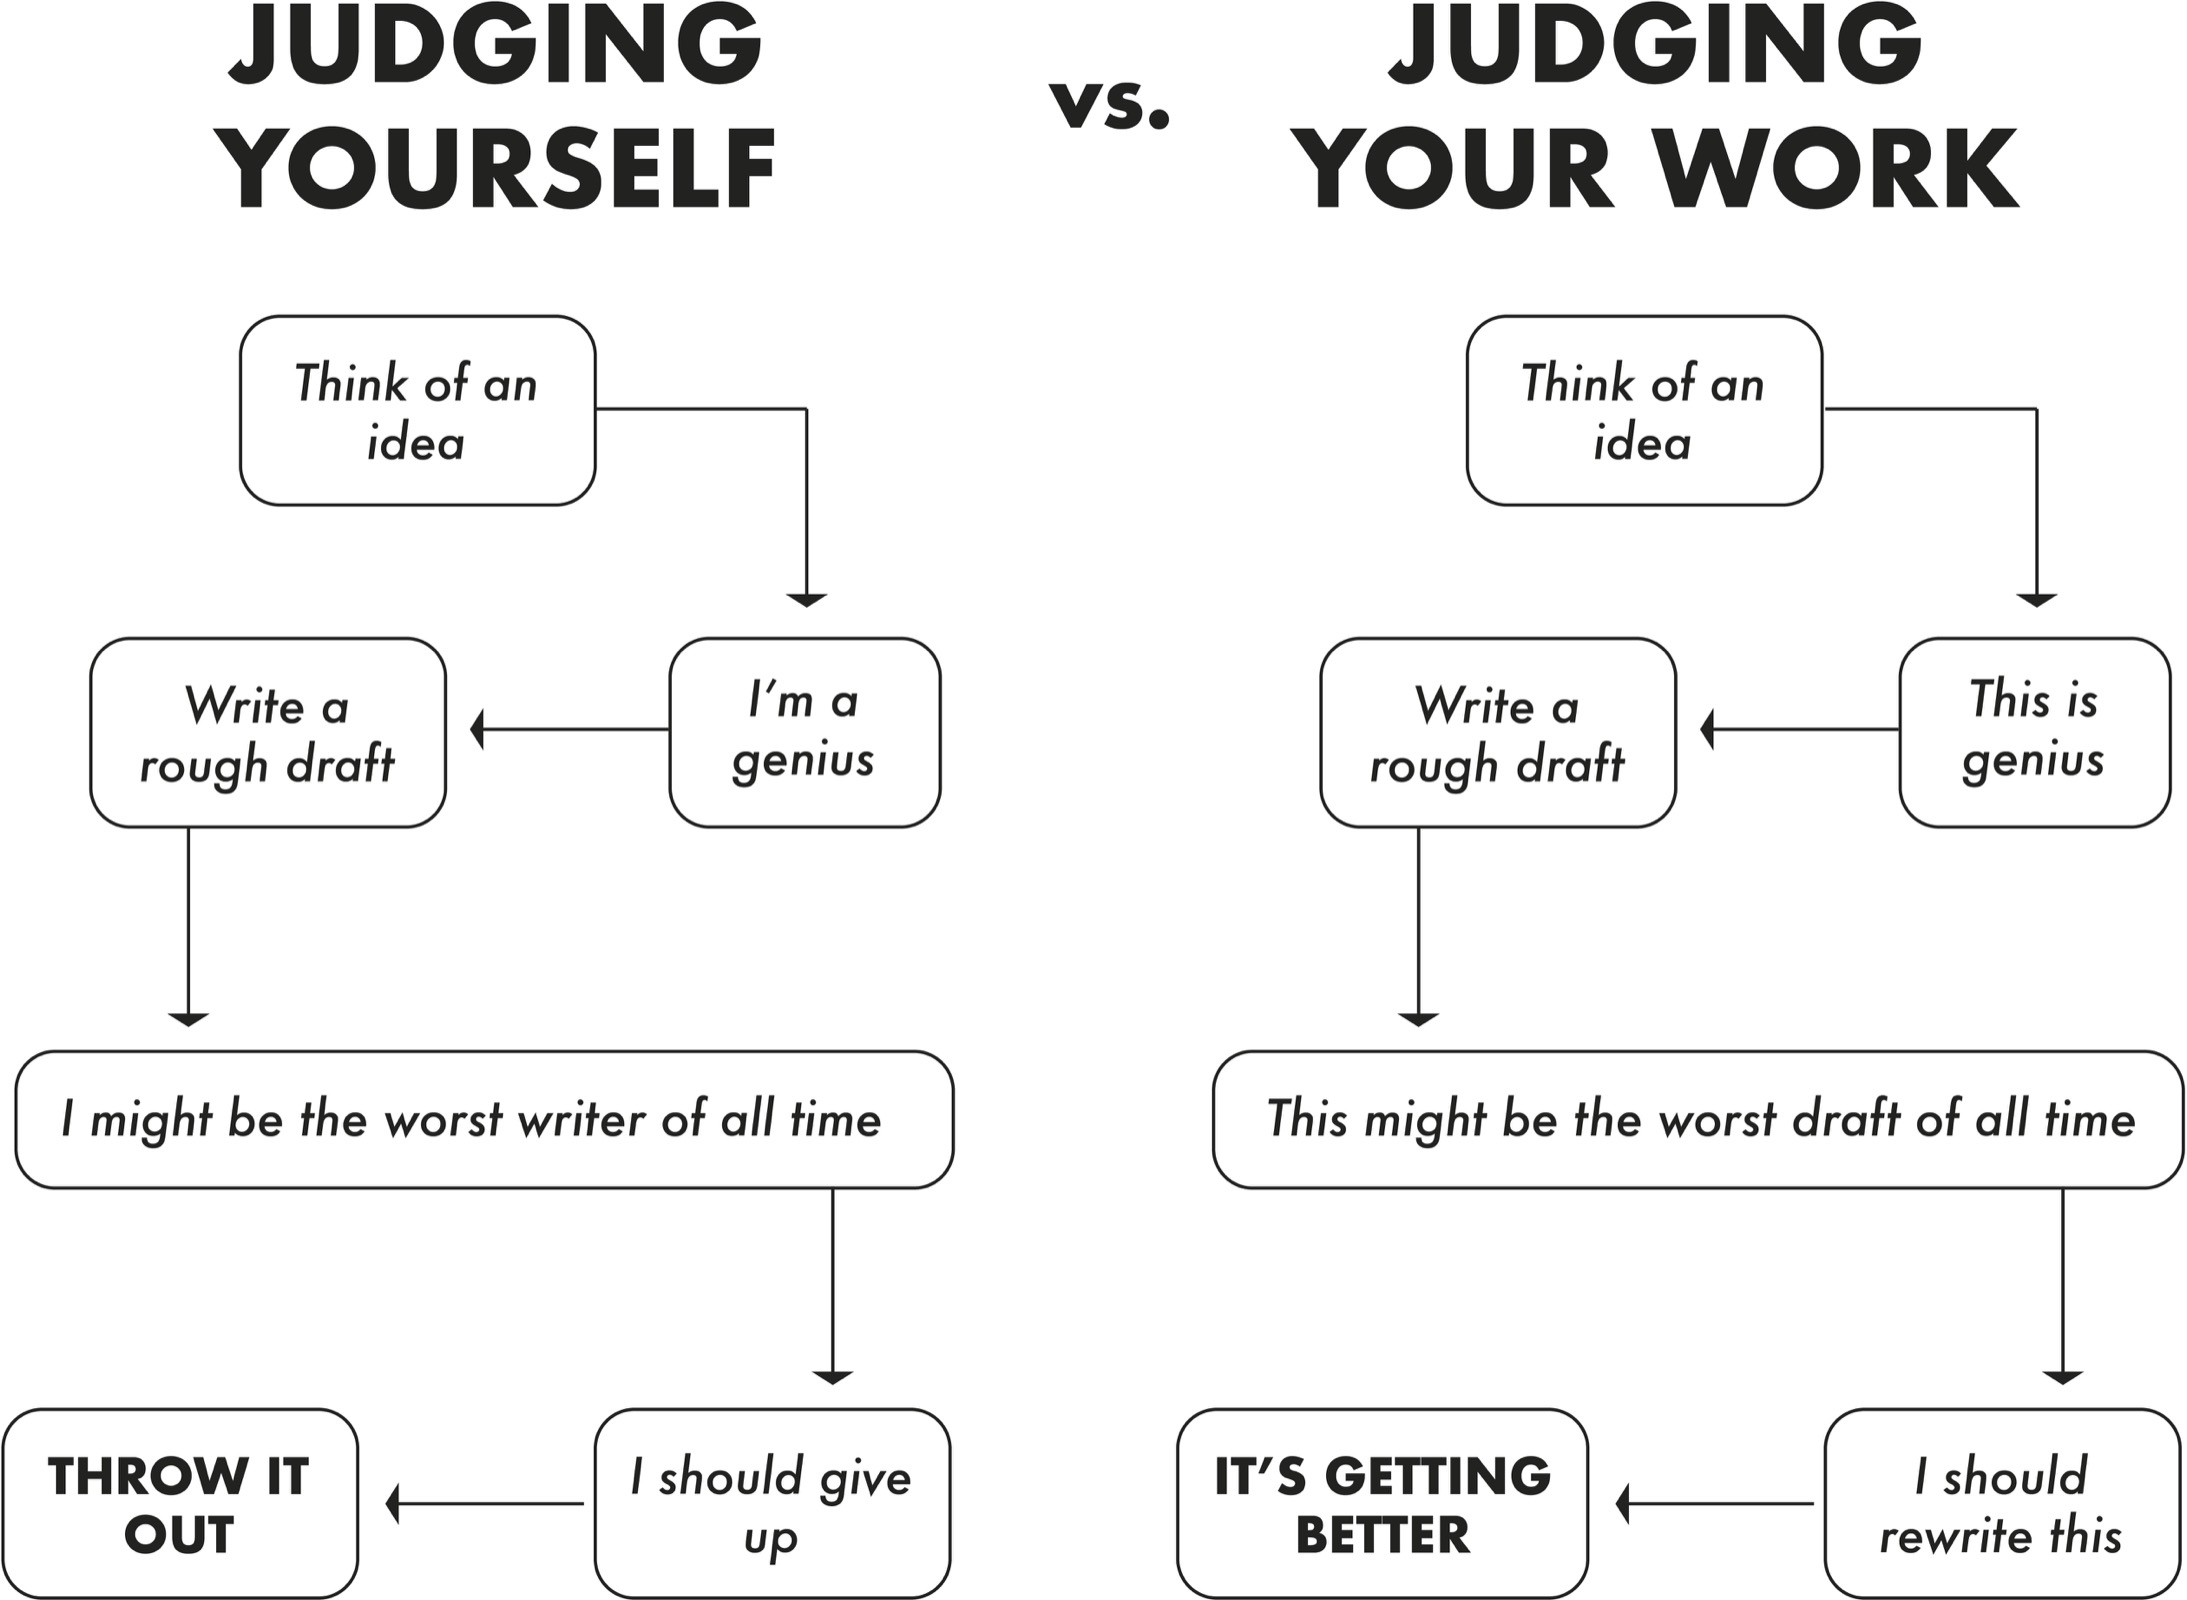 JUDGING
YOURSELF
vs.
JUDGING
YOUR WORK
Think of an
idea
I'm a
genius
Write a
rough draft
I might be the worst writer of all time
I should give
up
THROW IT
OUT
Think of an
idea
This is
genius
Write a
rough draft
This might be the worst draft of all time
I should
rewrite this
IT'S GETTING
BETTER